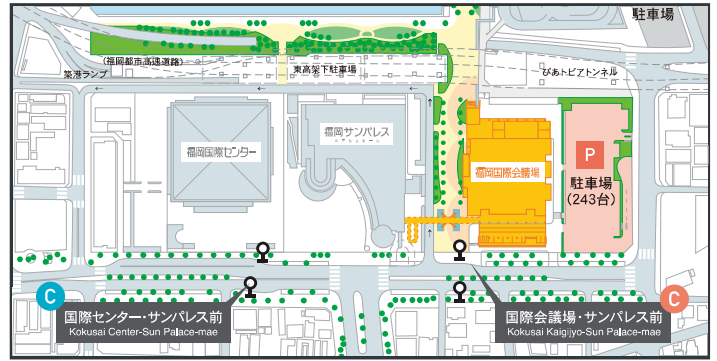 駐車場
(福岡都市高速道路)
築港ランプ
東高架下駐車場
ぴあトピアトンネル
福岡国際センター
福岡サンパレス
福岡国際会議場
P
駐車場
(243台)
C
国際センター・サンパレス前
Kokusai Center-Sun Palace-mae
国際会議場・サンパレス前
Kokusai Kaigijyo-Sun Palace-mae
C